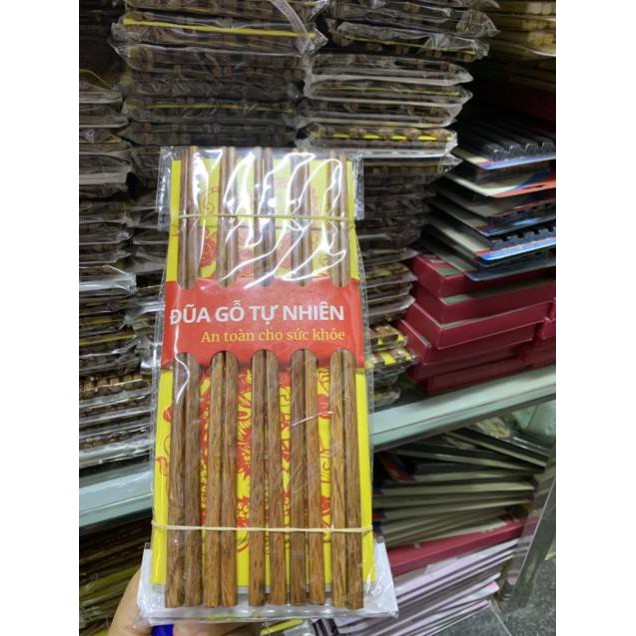 ĐŨA GỖ TỰ NHIÊN
An toàn cho sức khỏe